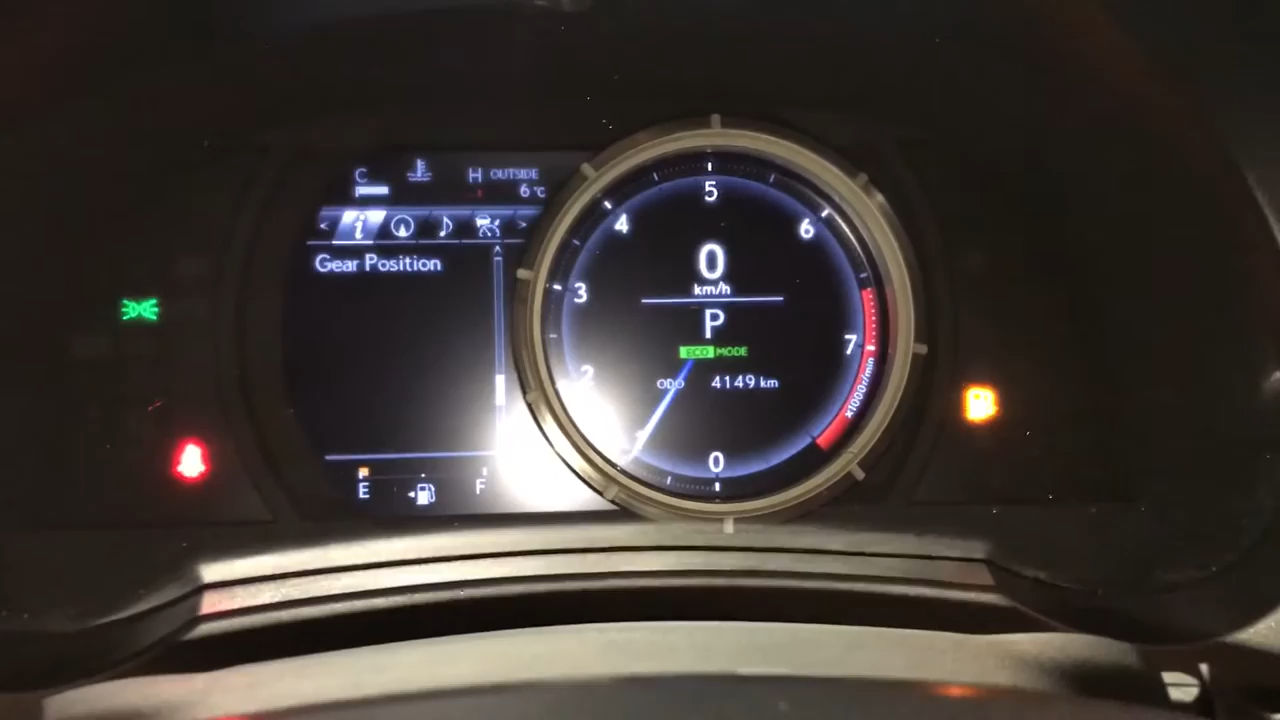 C H OUTSIDE
6°C
< i >
Gear Position
E F
5
4 6
3
7
2
0
km/h
P
ECO MODE
ODO 4149 km
x1000r/min
0